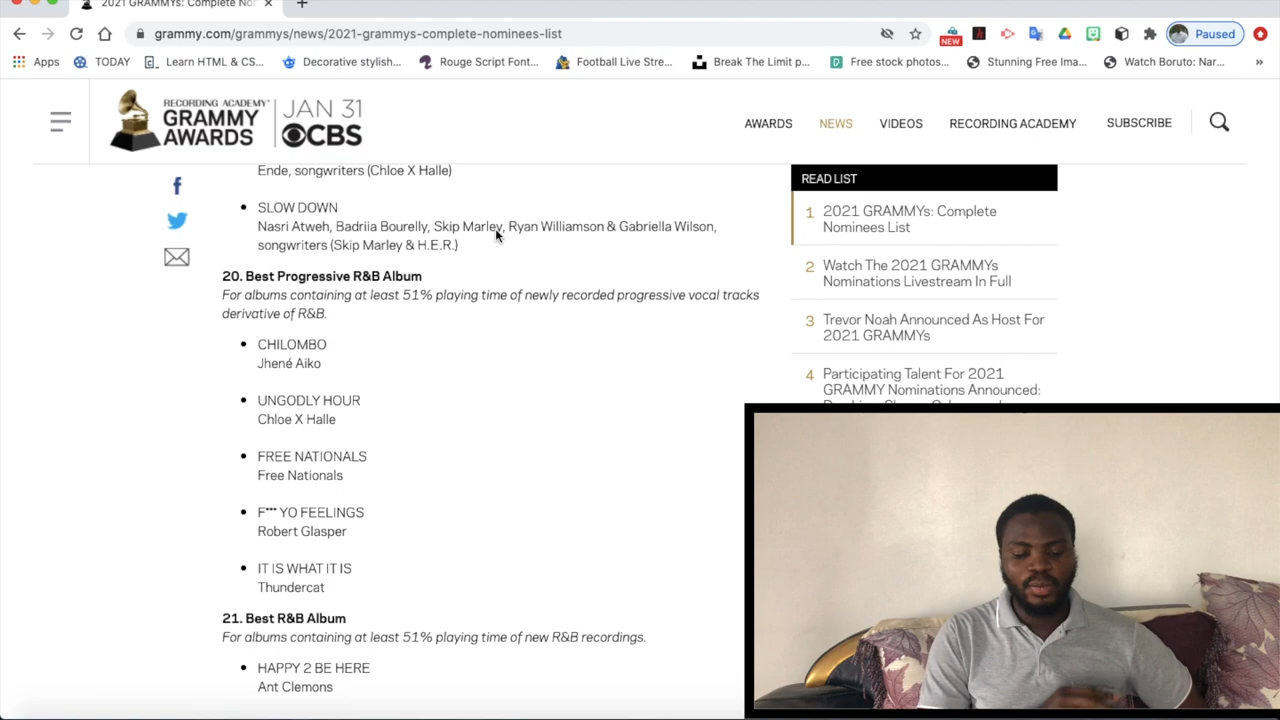 2021 GRAMMYs: Complete Nor
grammy.com/grammys/news/2021-grammys-complete-nominees-list
NEW
Paused
Apps
TODAY
Learn HTML & CS...
Decorative stylish...
Rouge Script Font...
Football Live Stre...
Break The Limit p...
Free stock photos...
Stunning Free Ima...
Watch Boruto: Nar...
»
RECORDING ACADEMY
GRAMMY
AWARDS
JAN 31
CBS
AWARDS
NEWS
VIDEOS
RECORDING ACADEMY
SUBSCRIBE
Ende, songwriters (Chloe X Halle)
• SLOW DOWN
Nasri Atweh, Badriia Bourelly, Skip Marley, Ryan Williamson & Gabriella Wilson,
songwriters (Skip Marley & H.E.R.)
20. Best Progressive R&B Album
For albums containing at least 51% playing time of newly recorded progressive vocal tracks
derivative of R&B.
• CHILOMBO
Jhené Aiko
• UNGODLY HOUR
Chloe X Halle
• FREE NATIONALS
Free Nationals
• F*** YO FEELINGS
Robert Glasper
• IT IS WHAT IT IS
Thundercat
21. Best R&B Album
For albums containing at least 51% playing time of new R&B recordings.
• HAPPY 2 BE HERE
Ant Clemons
READ LIST
1 2021 GRAMMYs: Complete
Nominees List
2 Watch The 2021 GRAMMYs
Nominations Livestream In Full
3 Trevor Noah Announced As Host For
2021 GRAMMYs
4 Participating Talent For 2021
GRAMMY Nominations Announced: